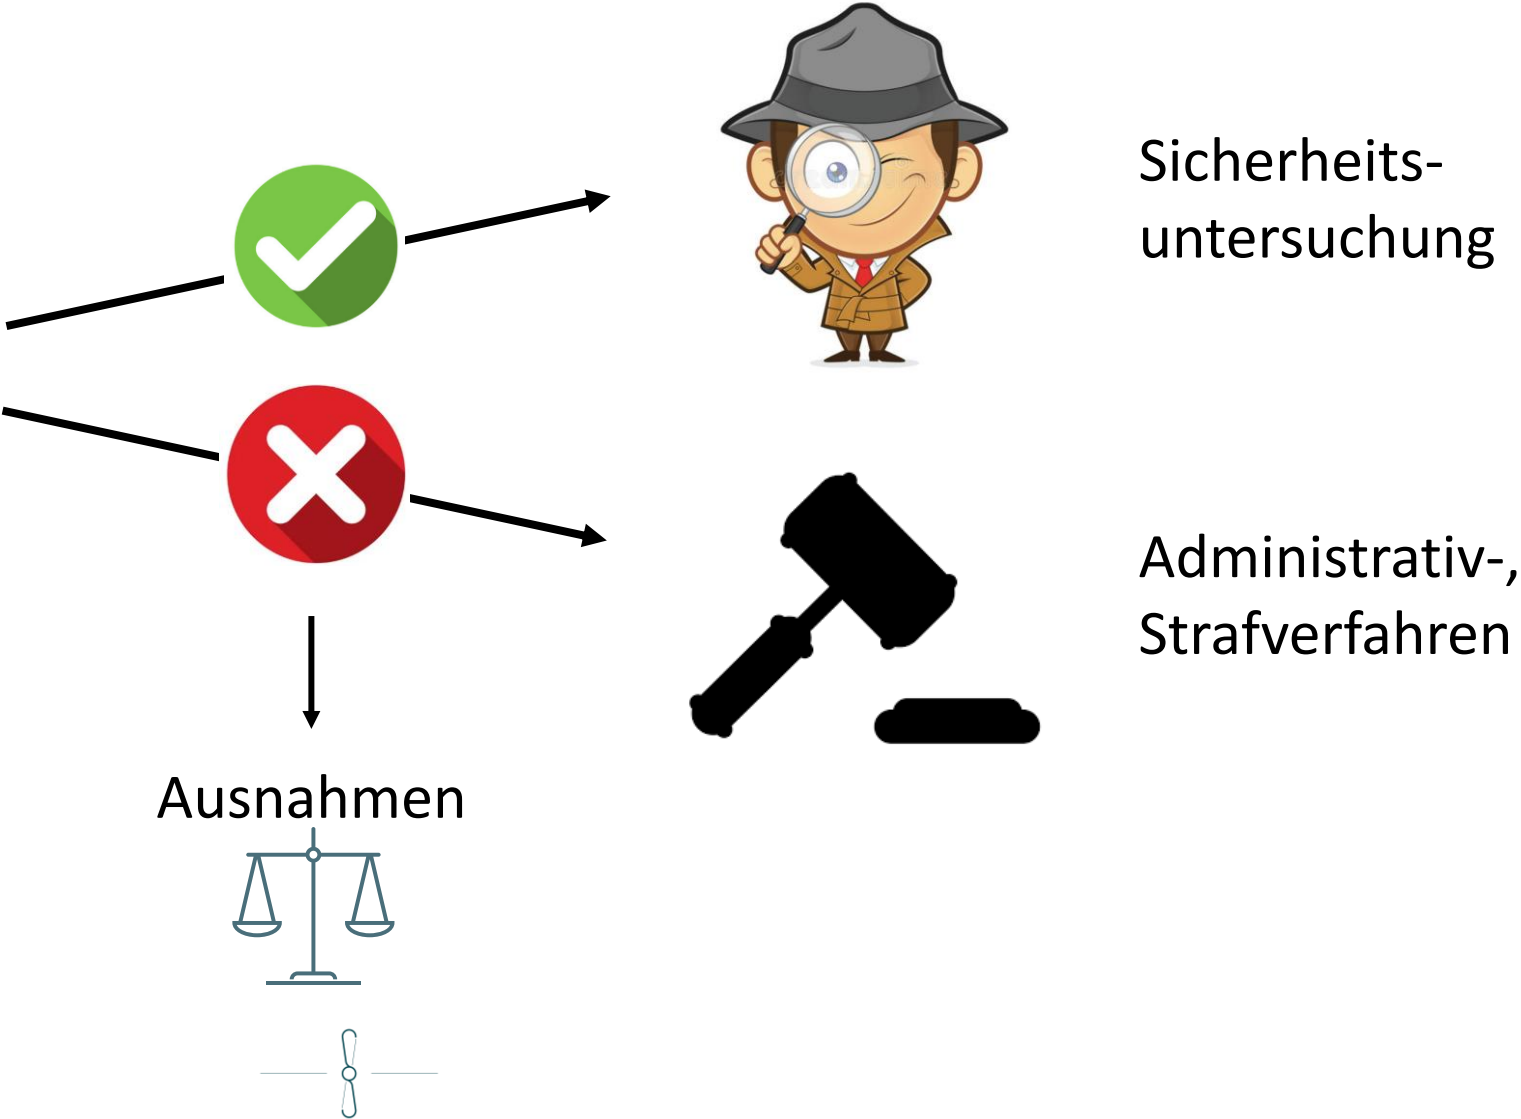 Sicherheits-
untersuchung
Administrativ-,
Strafverfahren
Ausnahmen